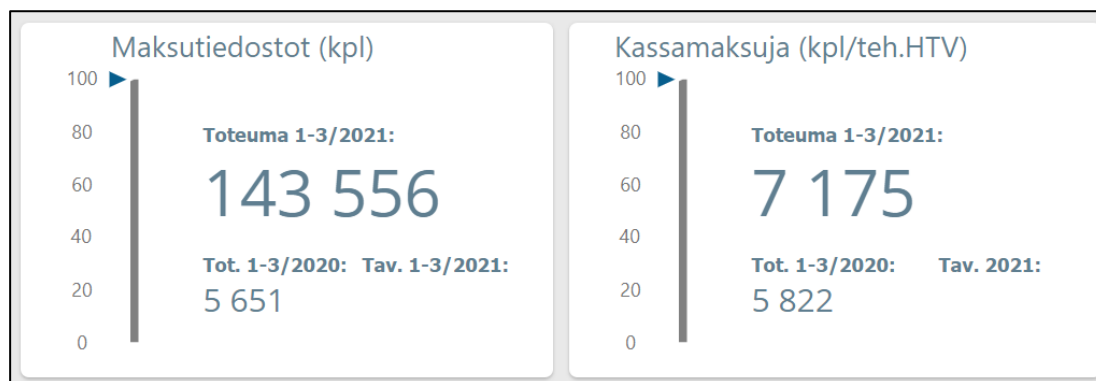 Maksutiedostot (kpl)
100
80
60
40
20
0
Toteuma 1-3/2021:
143 556
Tot. 1-3/2020: Tav. 1-3/2021:
5 651
Kassamaksuja (kpl/teh.HTV)
100
80
60
40
20
0
Toteuma 1-3/2021:
7 175
Tot. 1-3/2020: Tav. 2021:
5 822